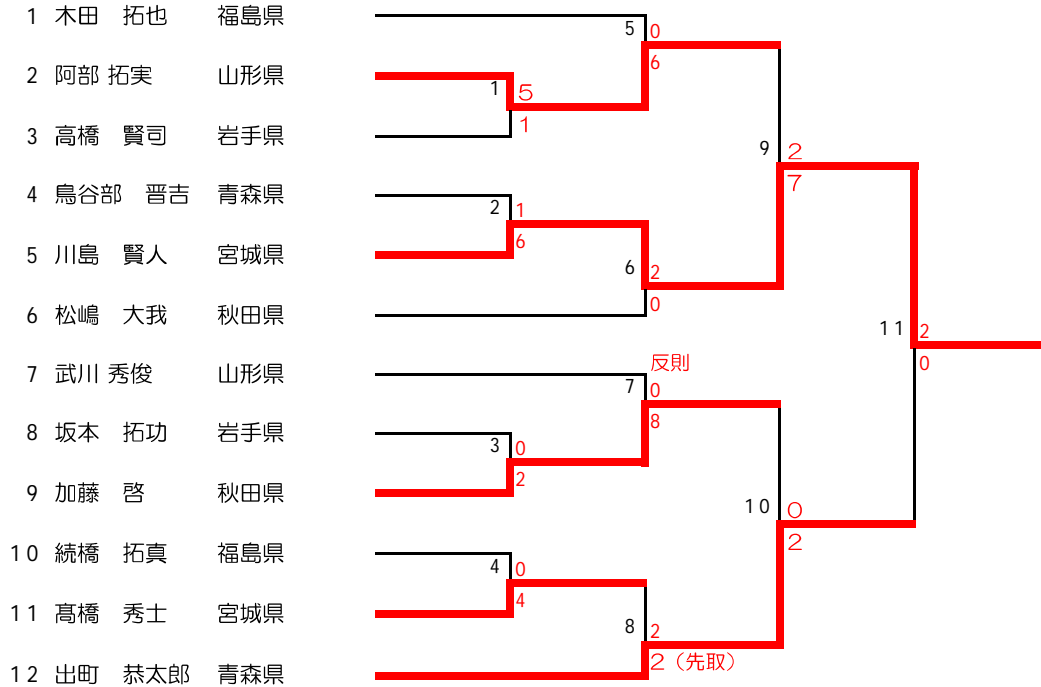 1 木田 拓也 福島県
5 0
6
2 阿部 拓実 山形県
1 5
1
3 高橋 賢司 岩手県
9 2
7
4 鳥谷部 晋吉 青森県
2 1
6
5 川島 賢人 宮城県
6 2
0
6 松嶋 大我 秋田県
11 2
0
反則
7 武川 秀俊 山形県
7 0
8
8 坂本 拓功 岩手県
3 0
2
9 加藤 啓 秋田県
10 0
2
10 続橋 拓真 福島県
4 0
4
11 髙橋 秀士 宮城県
8 2
2（先取）
12 出町 恭太郎 青森県